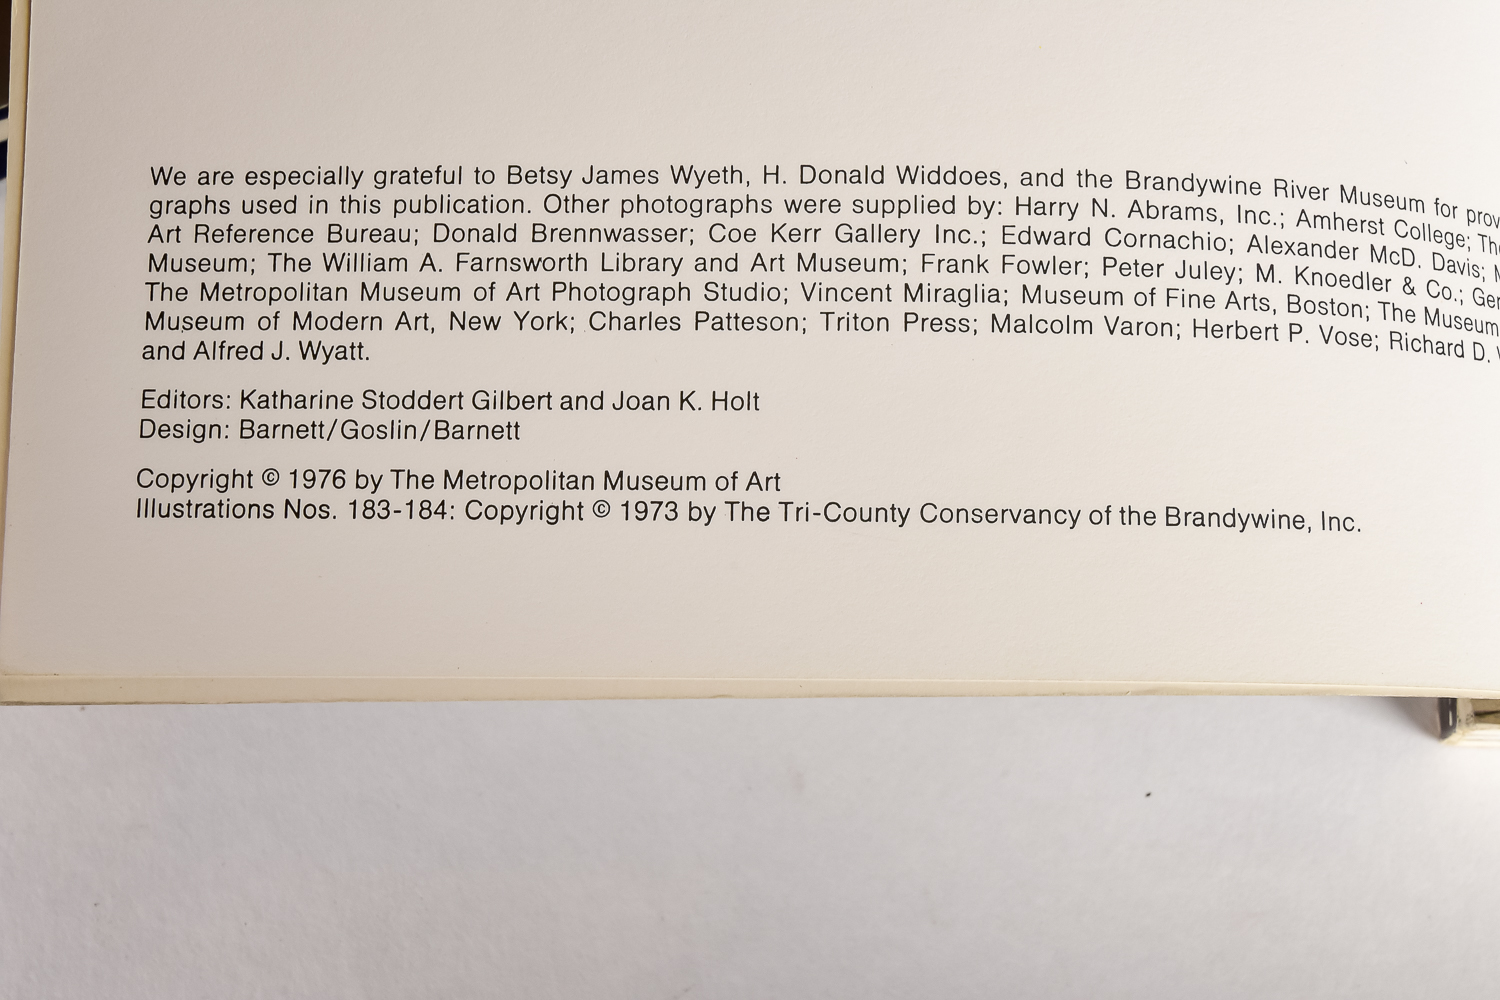 We are especially grateful to Betsy James Wyeth, H. Donald Widdoes, and the Brandywine River Museum for
graphs used in this publication. Other photographs were supplied by: Harry N. Abrams, Inc.; Amherst College;
Art Reference Bureau; Donald Brennwasser; Coe Kerr Gallery Inc.; Edward Cornachio; Alexander McD. Davis;
Museum; The William A. Farnsworth Library and Art Museum; Frank Fowler; Peter Juley; M. Knoedler & Co.;
The Metropolitan Museum of Art Photograph Studio; Vincent Miraglia; Museum of Fine Arts, Boston; The Museum
Museum of Modern Art, New York; Charles Patteson; Triton Press; Malcolm Varon; Herbert P. Vose; Richard D.
and Alfred J. Wyatt.
Editors: Katharine Stoddert Gilbert and Joan K. Holt
Design: Barnett/Goslin/Barnett
Copyright © 1976 by The Metropolitan Museum of Art
Illustrations Nos. 183-184: Copyright © 1973 by The Tri-County Conservancy of the Brandywine, Inc.